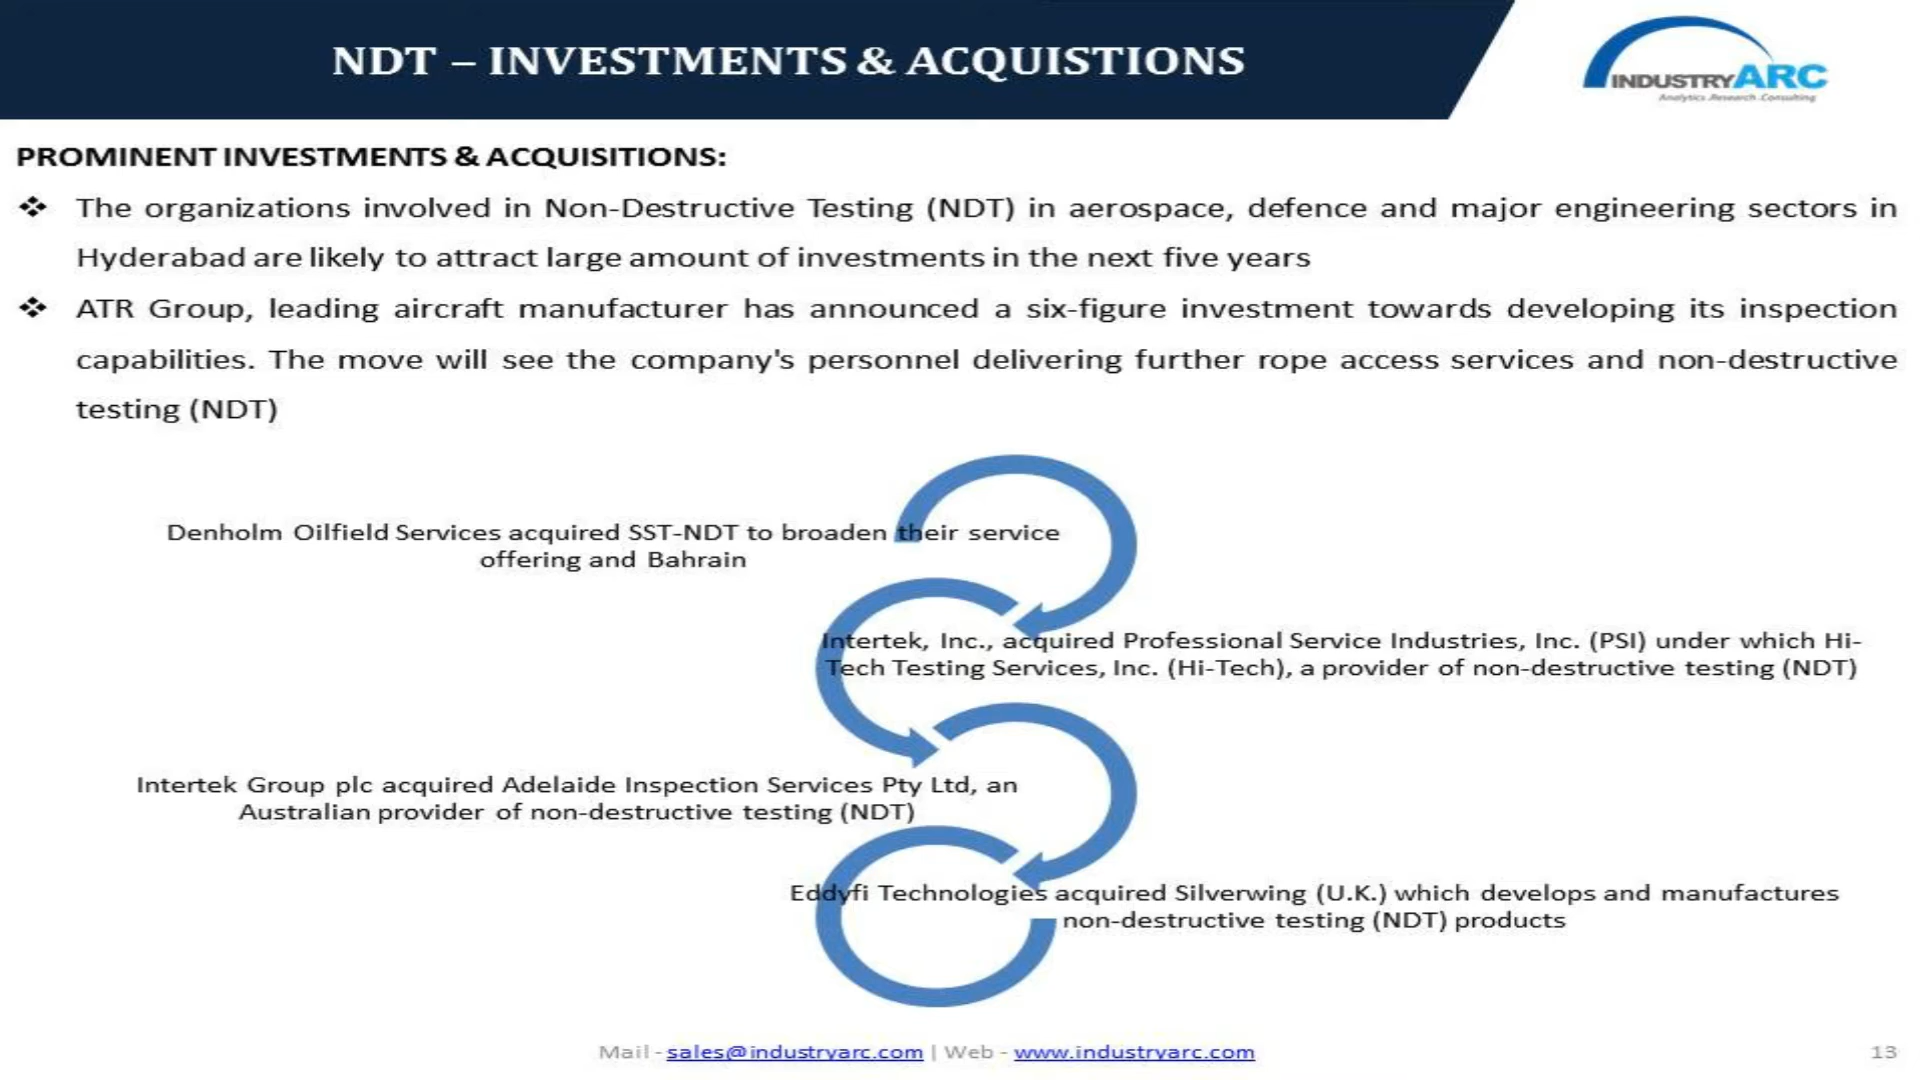 NDT – INVESTMENTS & ACQUISTIONS
INDUSTRYARC
Analytics.Research.Consulting
PROMINENT INVESTMENTS & ACQUISITIONS:
❖ The organizations involved in Non-Destructive Testing (NDT) in aerospace, defence and major engineering sectors in
Hyderabad are likely to attract large amount of investments in the next five years
❖ ATR Group, leading aircraft manufacturer has announced a six-figure investment towards developing its inspection
capabilities. The move will see the company's personnel delivering further rope access services and non-destructive
testing (NDT)
Denholm Oilfield Services acquired SST-NDT to broaden their service
offering and Bahrain
Intertek, Inc., acquired Professional Service Industries, Inc. (PSI) under which Hi-
Tech Testing Services, Inc. (Hi-Tech), a provider of non-destructive testing (NDT)
Intertek Group plc acquired Adelaide Inspection Services Pty Ltd, an
Australian provider of non-destructive testing (NDT)
Eddyfi Technologies acquired Silverwing (U.K.) which develops and manufactures
non-destructive testing (NDT) products
Mail - sales@industryarc.com | Web - www.industryarc.com
13